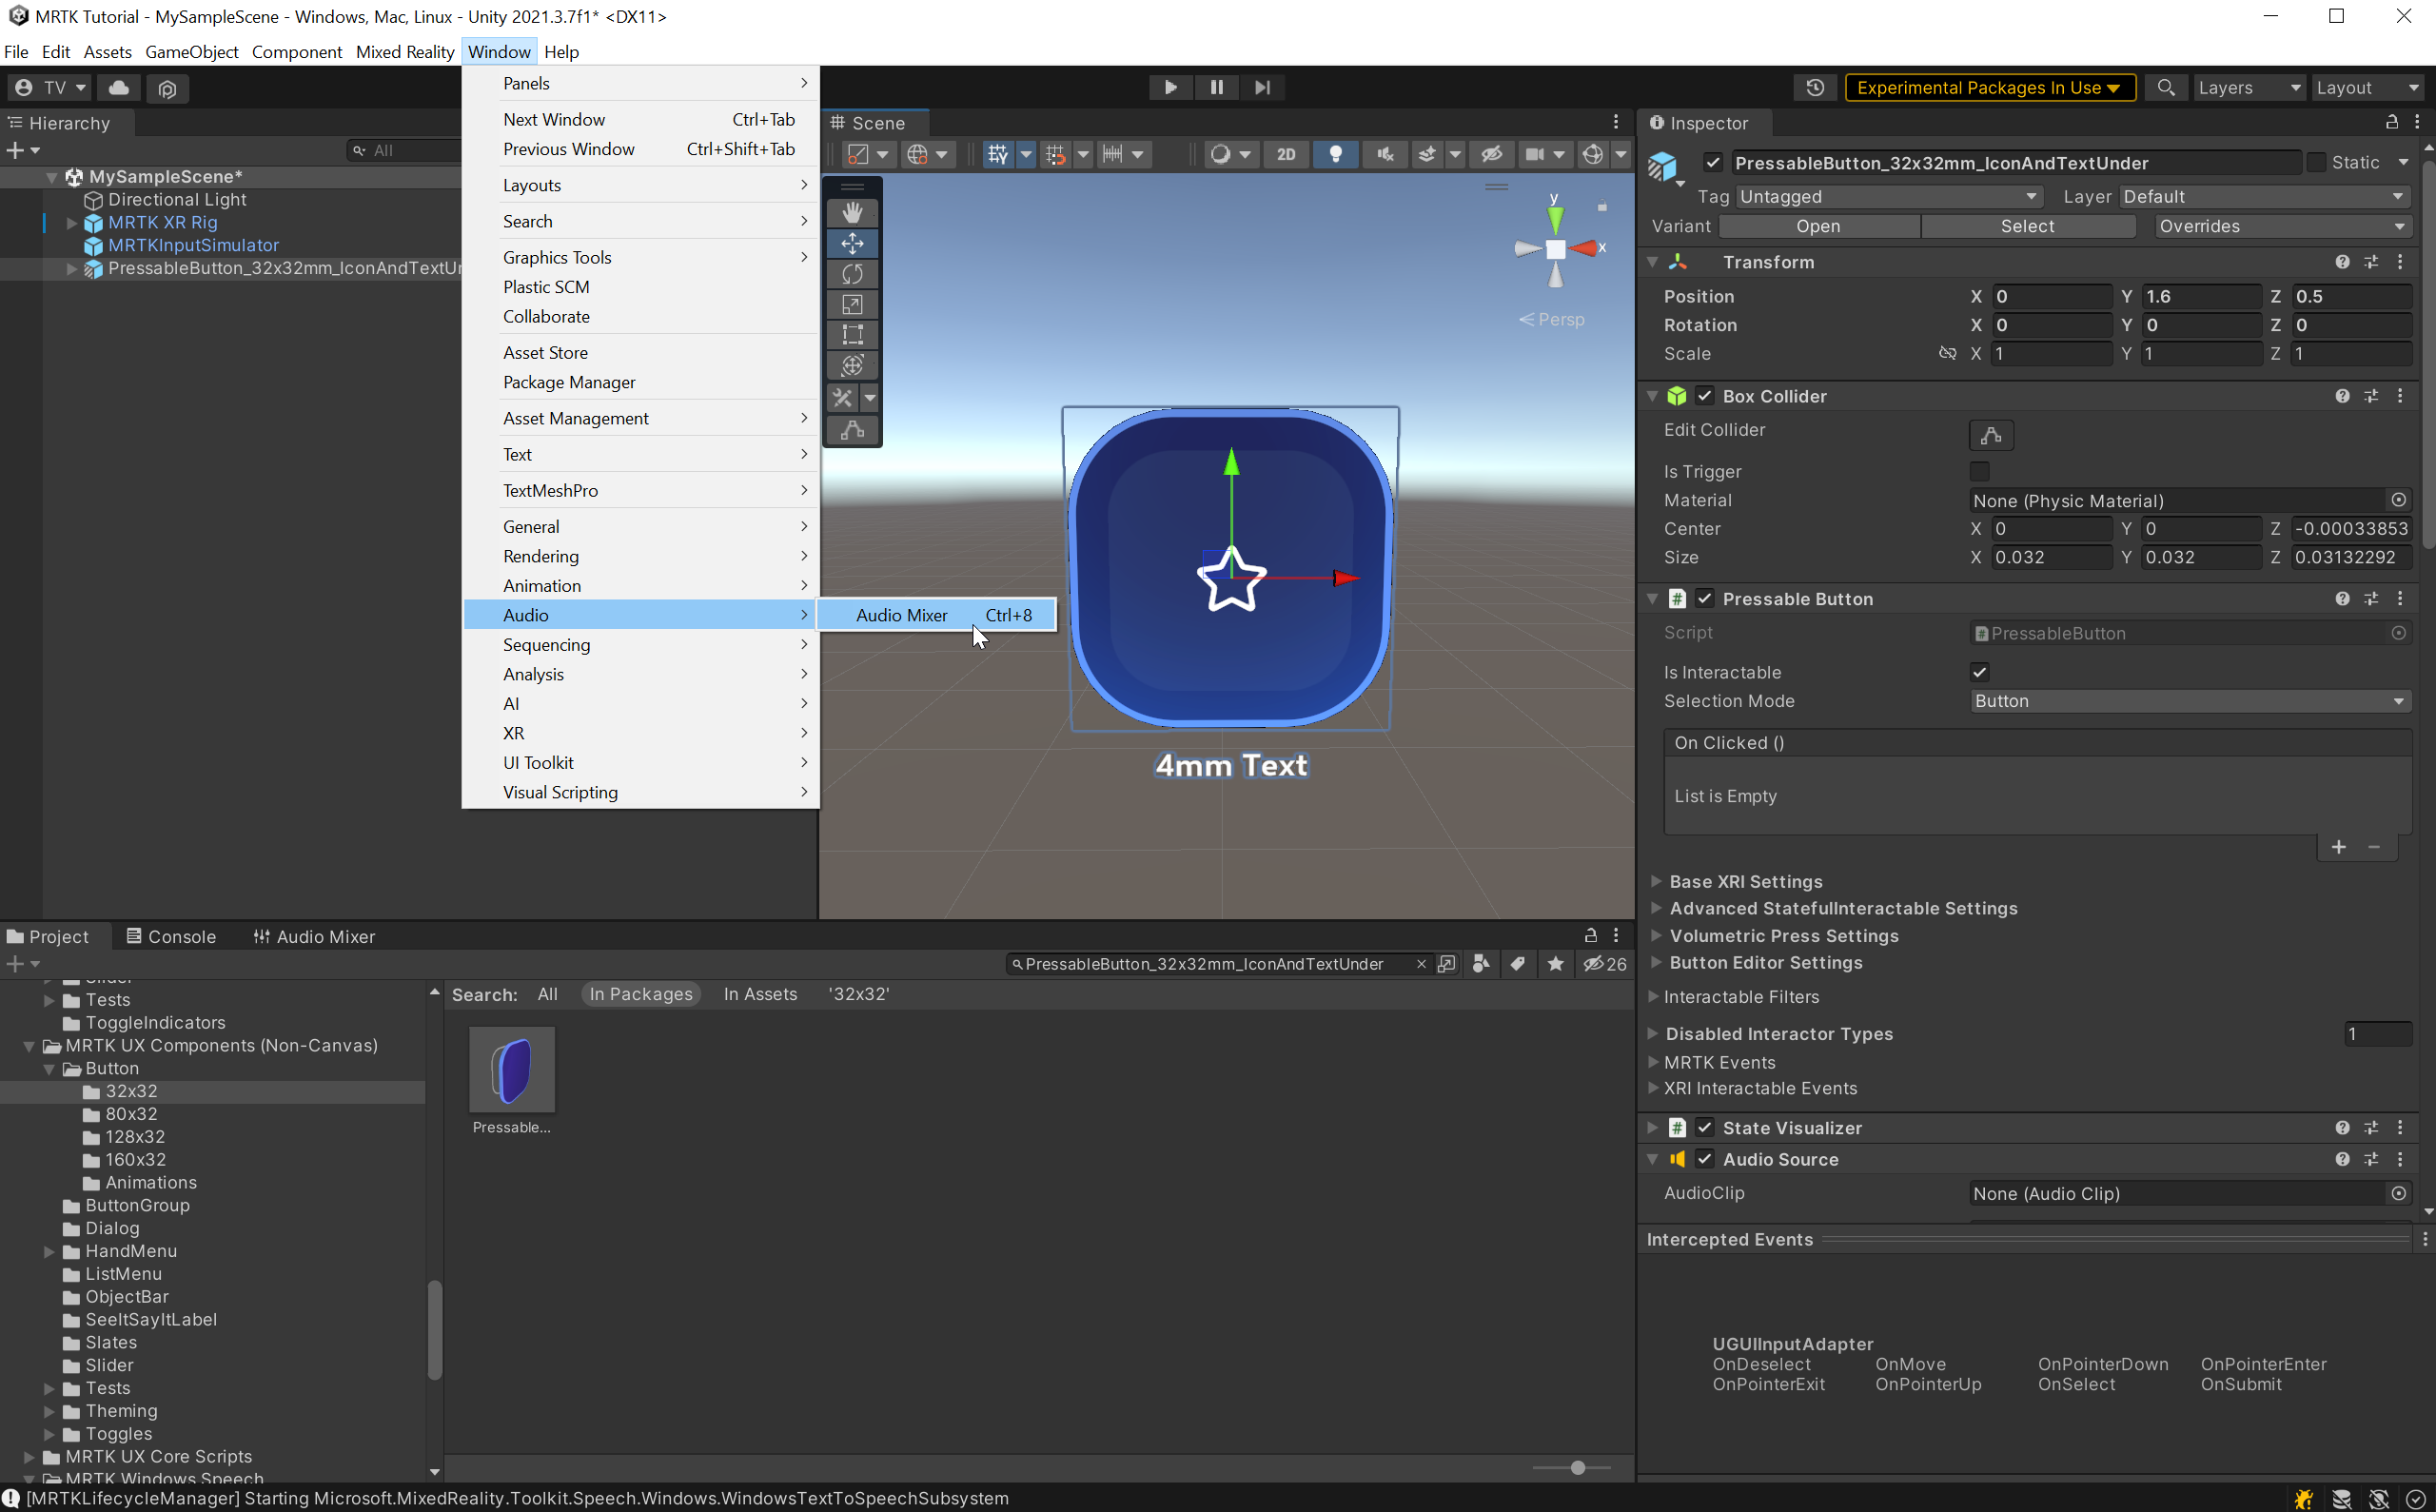 MRTK Tutorial - MySampleScene - Windows, Mac, Linux - Unity 2021.3.7f1* <DX11>
File Edit Assets GameObject Component Mixed Reality Window Help
TV
Experimental Packages In Use
Layers
Layout
Hierarchy
All
MySampleScene*
Directional Light
MRTK XR Rig
MRTKInputSimulator
PressableButton_32x32mm_IconAndTextUr
Panels
Next Window Ctrl+Tab
Previous Window Ctrl+Shift+Tab
Layouts
Search
Graphics Tools
Plastic SCM
Collaborate
Asset Store
Package Manager
Asset Management
Text
TextMeshPro
General
Rendering
Animation
Audio
Sequencing
Analysis
AI
XR
UI Toolkit
Visual Scripting
Audio Mixer Ctrl+8
Scene
2D
y
x
Persp
4mm Text
Inspector
PressableButton_32x32mm_IconAndTextUnder
Static
Tag Untagged Layer Default
Variant Open Select Overrides
Transform
Position X 0 Y 1.6 Z 0.5
Rotation X 0 Y 0 Z 0
Scale X 1 Y 1 Z 1
Box Collider
Edit Collider
Is Trigger
Material None (Physic Material)
Center X 0 Y 0 Z -0.00033853
Size X 0.032 Y 0.032 Z 0.03132292
Pressable Button
Script PressableButton
Is Interactable
Selection Mode Button
On Clicked ()
List is Empty
Base XRI Settings
Advanced StatefulInteractable Settings
Volumetric Press Settings
Button Editor Settings
Interactable Filters
Disabled Interactor Types 1
MRTK Events
XRI Interactable Events
State Visualizer
Audio Source
AudioClip None (Audio Clip)
Intercepted Events
UGUIInputAdapter
OnDeselect OnMove OnPointerDown OnPointerEnter
OnPointerExit OnPointerUp OnSelect OnSubmit
Project Console Audio Mixer
PressableButton_32x32mm_IconAndTextUnder
26
Search: All In Packages In Assets '32x32'
Slider
Tests
ToggleIndicators
MRTK UX Components (Non-Canvas)
Button
32x32
80x32
128x32
160x32
Animations
ButtonGroup
Dialog
HandMenu
ListMenu
ObjectBar
SeeItSayItLabel
Slates
Slider
Tests
Theming
Toggles
MRTK UX Core Scripts
MRTK Windows Speech
Pressable...
[MRTKLifecycleManager] Starting Microsoft.MixedReality.Toolkit.Speech.Windows.WindowsTextToSpeechSubsystem